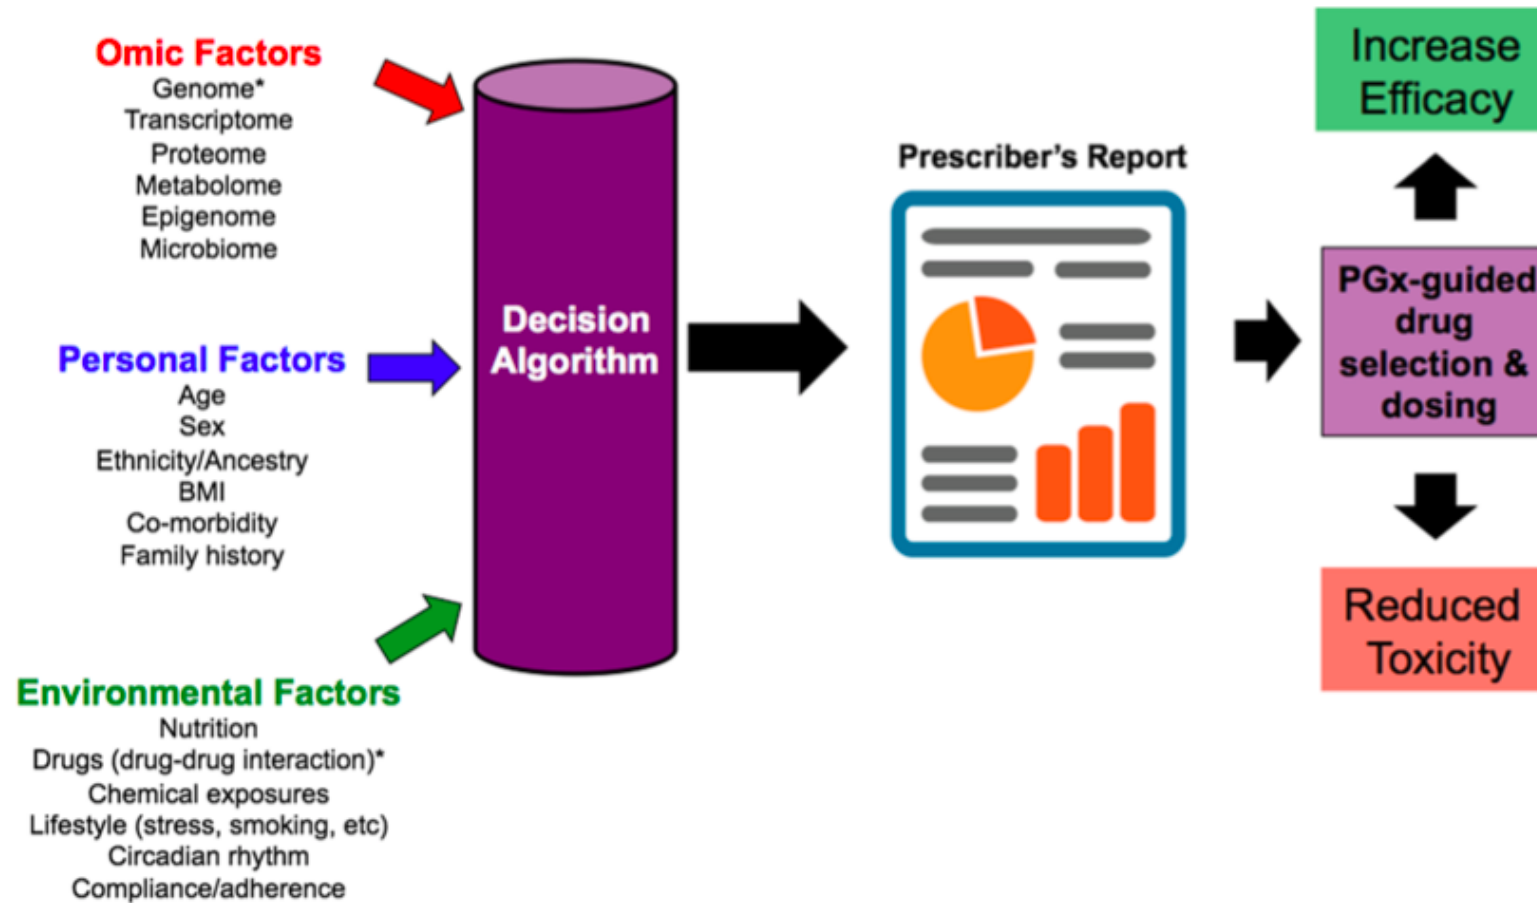 Omic Factors
Genome*
Transcriptome
Proteome
Metabolome
Epigenome
Microbiome
Personal Factors
Age
Sex
Ethnicity/Ancestry
BMI
Co-morbidity
Family history
Environmental Factors
Nutrition
Drugs (drug-drug interaction)*
Chemical exposures
Lifestyle (stress, smoking, etc)
Circadian rhythm
Compliance/adherence
Decision
Algorithm
Prescriber's Report
Increase
Efficacy
PGx-guided
drug
selection &
dosing
Reduced
Toxicity